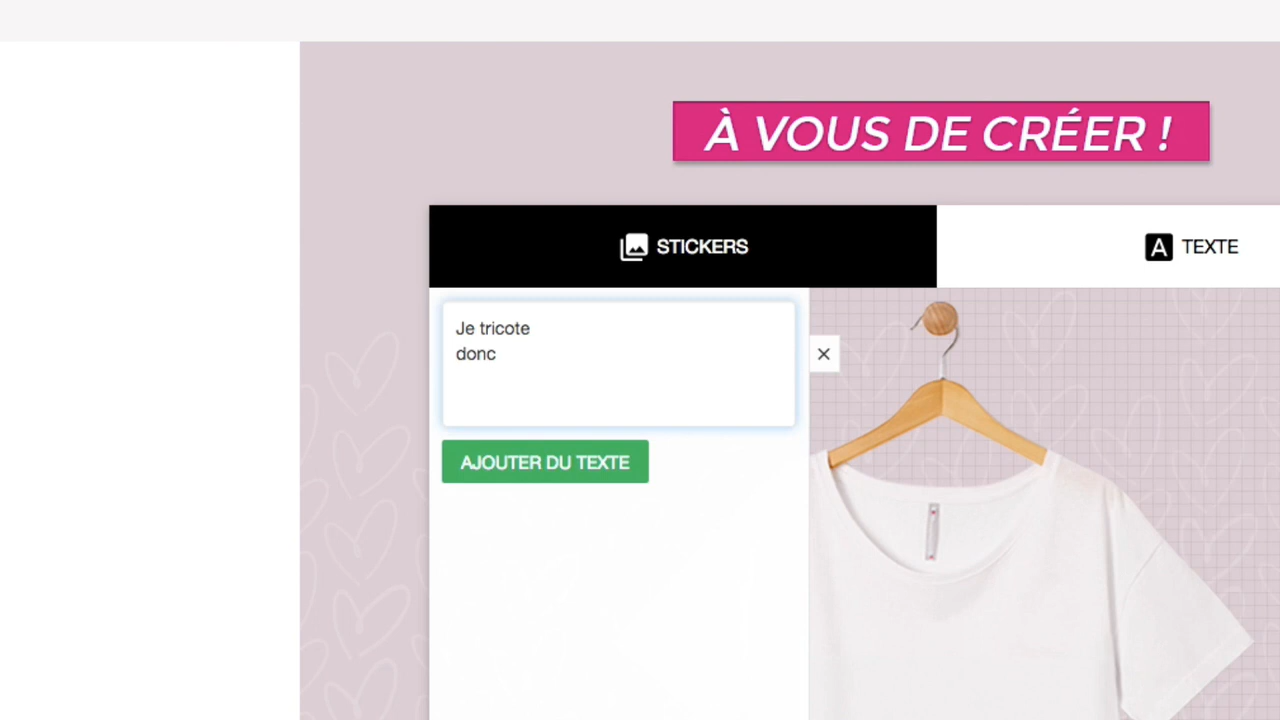 À VOUS DE CRÉER !
STICKERS
A TEXTE
Je tricote
donc
AJOUTER DU TEXTE